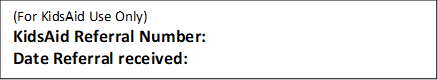 (For KidsAid Use Only)
KidsAid Referral Number:
Date Referral received: